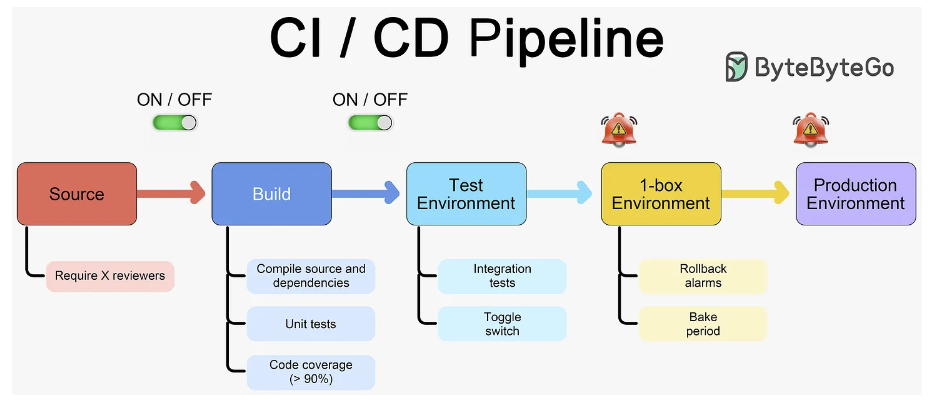 CI / CD Pipeline
ByteByteGo
ON / OFF
ON / OFF
Source
Build
Test
Environment
1-box
Environment
Production
Environment
Require X reviewers
Compile source and
dependencies
Integration
tests
Rollback
alarms
Unit tests
Toggle
switch
Bake
period
Code coverage
(> 90%)